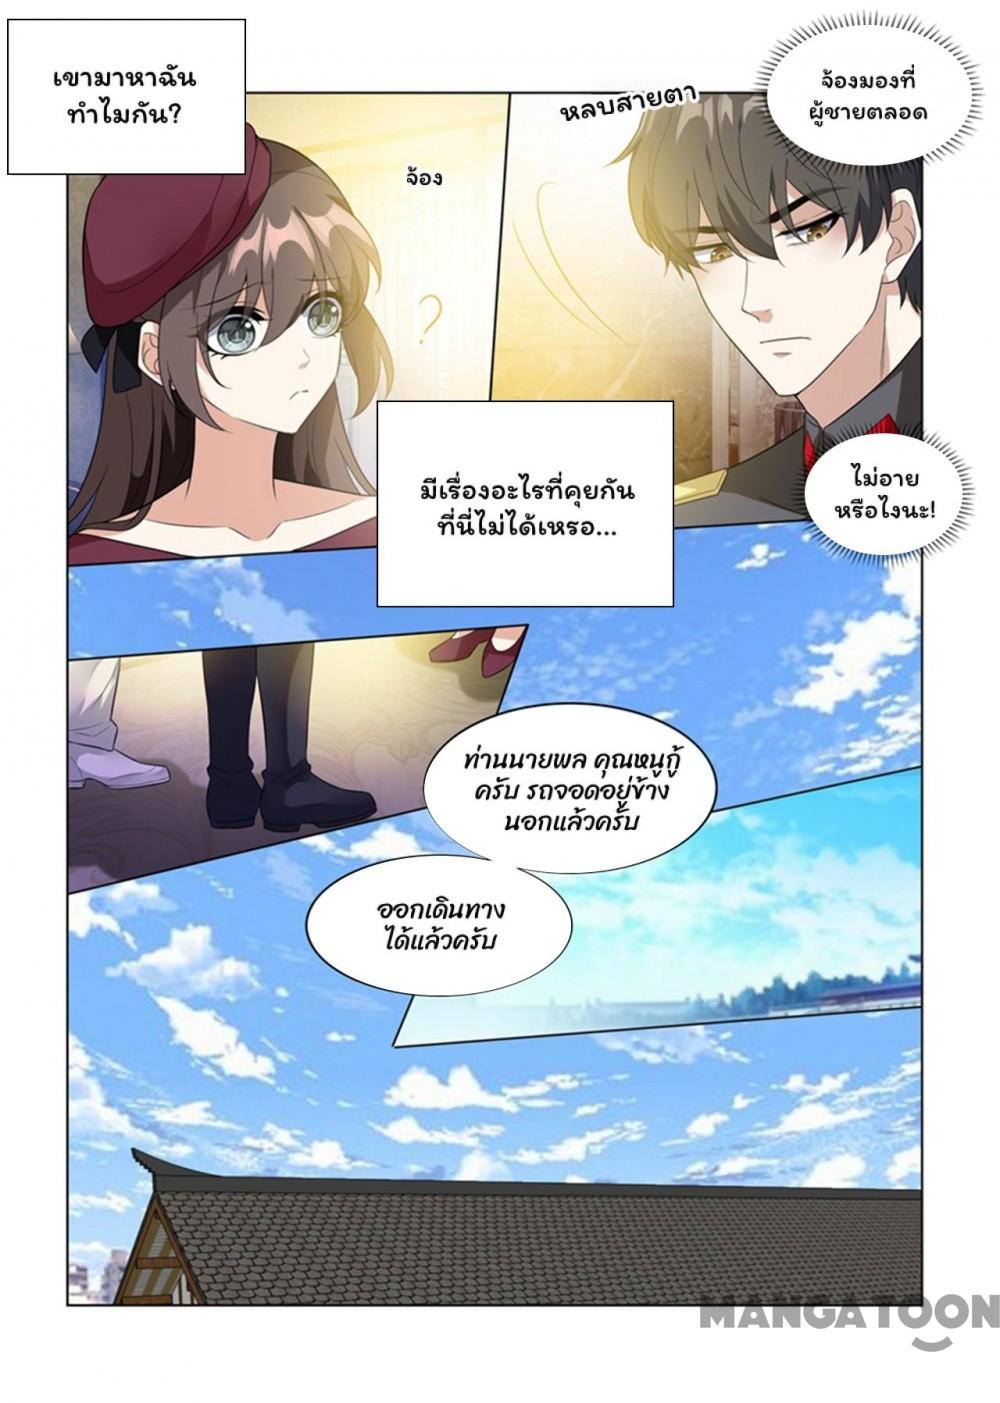 เขามาหาฉัน
ทำไมกัน?
จ้อง
หลบสายตา
จ้องมองที่
ผู้ชายตลอด
ไม่อาย
หรือไงนะ!
มีเรื่องอะไรที่คุยกัน
ที่นี่ไม่ได้เหรอ...
ท่านนายพล คุณหนูกู้
ครับ รถจอดอยู่ข้าง
นอกแล้วครับ
ออกเดินทาง
ได้แล้วครับ
MANGATOON